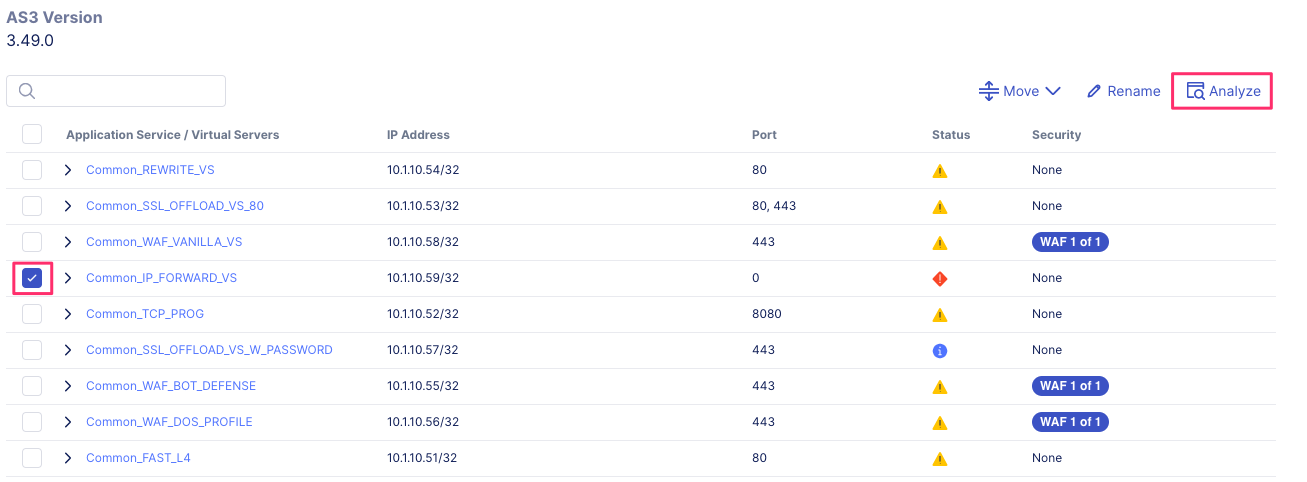 AS3 Version
3.49.0
Move Rename Analyze
Application Service / Virtual Servers IP Address Port Status Security
Common_REWRITE_VS 10.1.10.54/32 80 None
Common_SSL_OFFLOAD_VS_80 10.1.10.53/32 80, 443 None
Common_WAF_VANILLA_VS 10.1.10.58/32 443 WAF 1 of 1
Common_IP_FORWARD_VS 10.1.10.59/32 0 None
Common_TCP_PROG 10.1.10.52/32 8080 None
Common_SSL_OFFLOAD_VS_W_PASSWORD 10.1.10.57/32 443 None
Common_WAF_BOT_DEFENSE 10.1.10.55/32 443 WAF 1 of 1
Common_WAF_DOS_PROFILE 10.1.10.56/32 443 WAF 1 of 1
Common_FAST_L4 10.1.10.51/32 80 None